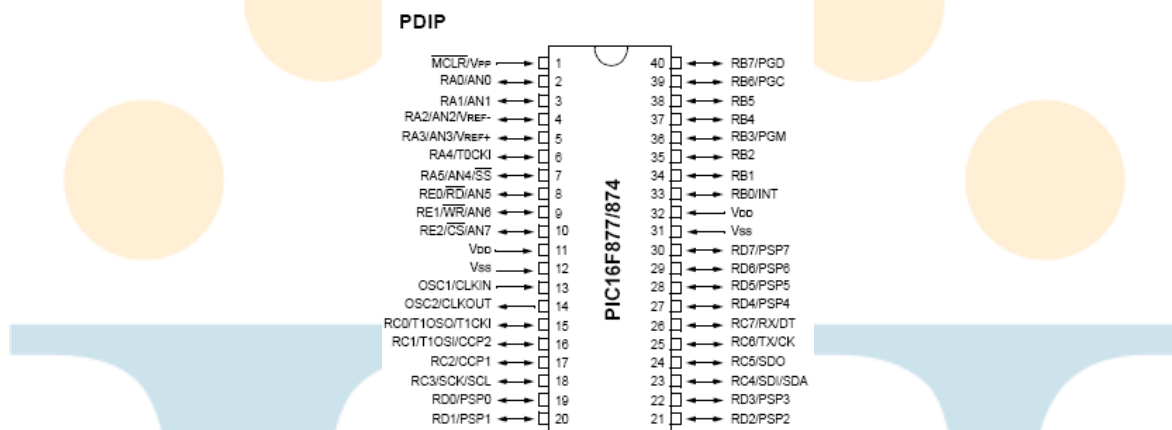 PDIP
MCLR/VPP 1 40 RB7/PGD
RA0/AN0 2 39 RB6/PGC
RA1/AN1 3 38 RB5
RA2/AN2/VREF- 4 37 RB4
RA3/AN3/VREF+ 5 36 RB3/PGM
RA4/T0CKI 6 35 RB2
RA5/AN4/SS 7 34 RB1
RE0/RD/AN5 8 33 RB0/INT
RE1/WR/AN6 9 32 VDD
RE2/CS/AN7 10 31 VSS
VDD 11 30 RD7/PSP7
VSS 12 29 RD6/PSP6
OSC1/CLKIN 13 28 RD5/PSP5
OSC2/CLKOUT 14 27 RD4/PSP4
RC0/T1OSO/T1CKI 15 26 RC7/RX/DT
RC1/T1OSI/CCP2 16 25 RC6/TX/CK
RC2/CCP1 17 24 RC5/SDO
RC3/SCK/SCL 18 23 RC4/SDI/SDA
RD0/PSP0 19 22 RD3/PSP3
RD1/PSP1 20 21 RD2/PSP2
PIC16F877/874